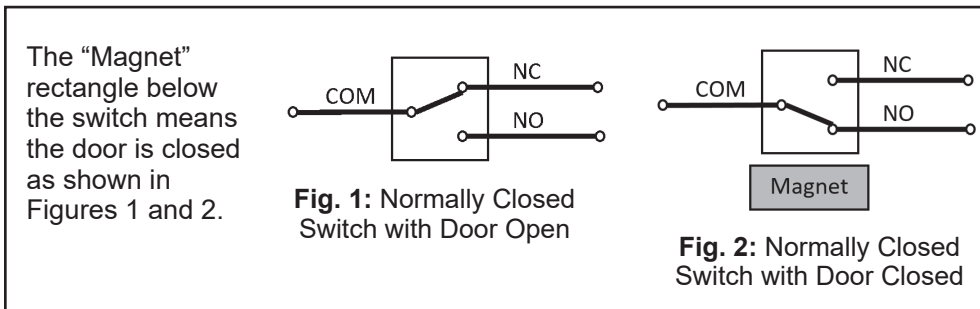 The “Magnet”
rectangle below
the switch means
the door is closed
as shown in
Figures 1 and 2.
COM
NC
NO
Fig. 1: Normally Closed
Switch with Door Open
COM
NC
NO
Magnet
Fig. 2: Normally Closed
Switch with Door Closed